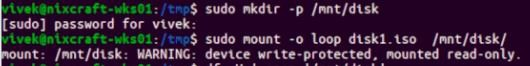 vivek@nixcraft-wks01:/tmp$ sudo mkdir -p /mnt/disk
[sudo] password for vivek:
vivek@nixcraft-wks01:/tmp$ sudo mount -o loop disk1.iso /mnt/disk/
mount: /mnt/disk: WARNING: device write-protected, mounted read-only.